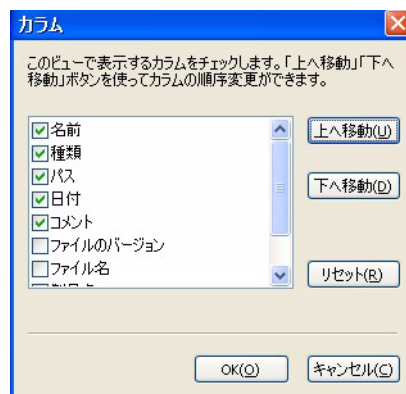 カラム
このビューで表示するカラムをチェックします。「上へ移動」「下へ
移動」ボタンを使ってカラムの順序変更ができます。
名前
種類
パス
日付
コメント
ファイルのバージョン
ファイル名
上へ移動(U)
下へ移動(D)
リセット(R)
OK(O)
キャンセル(C)